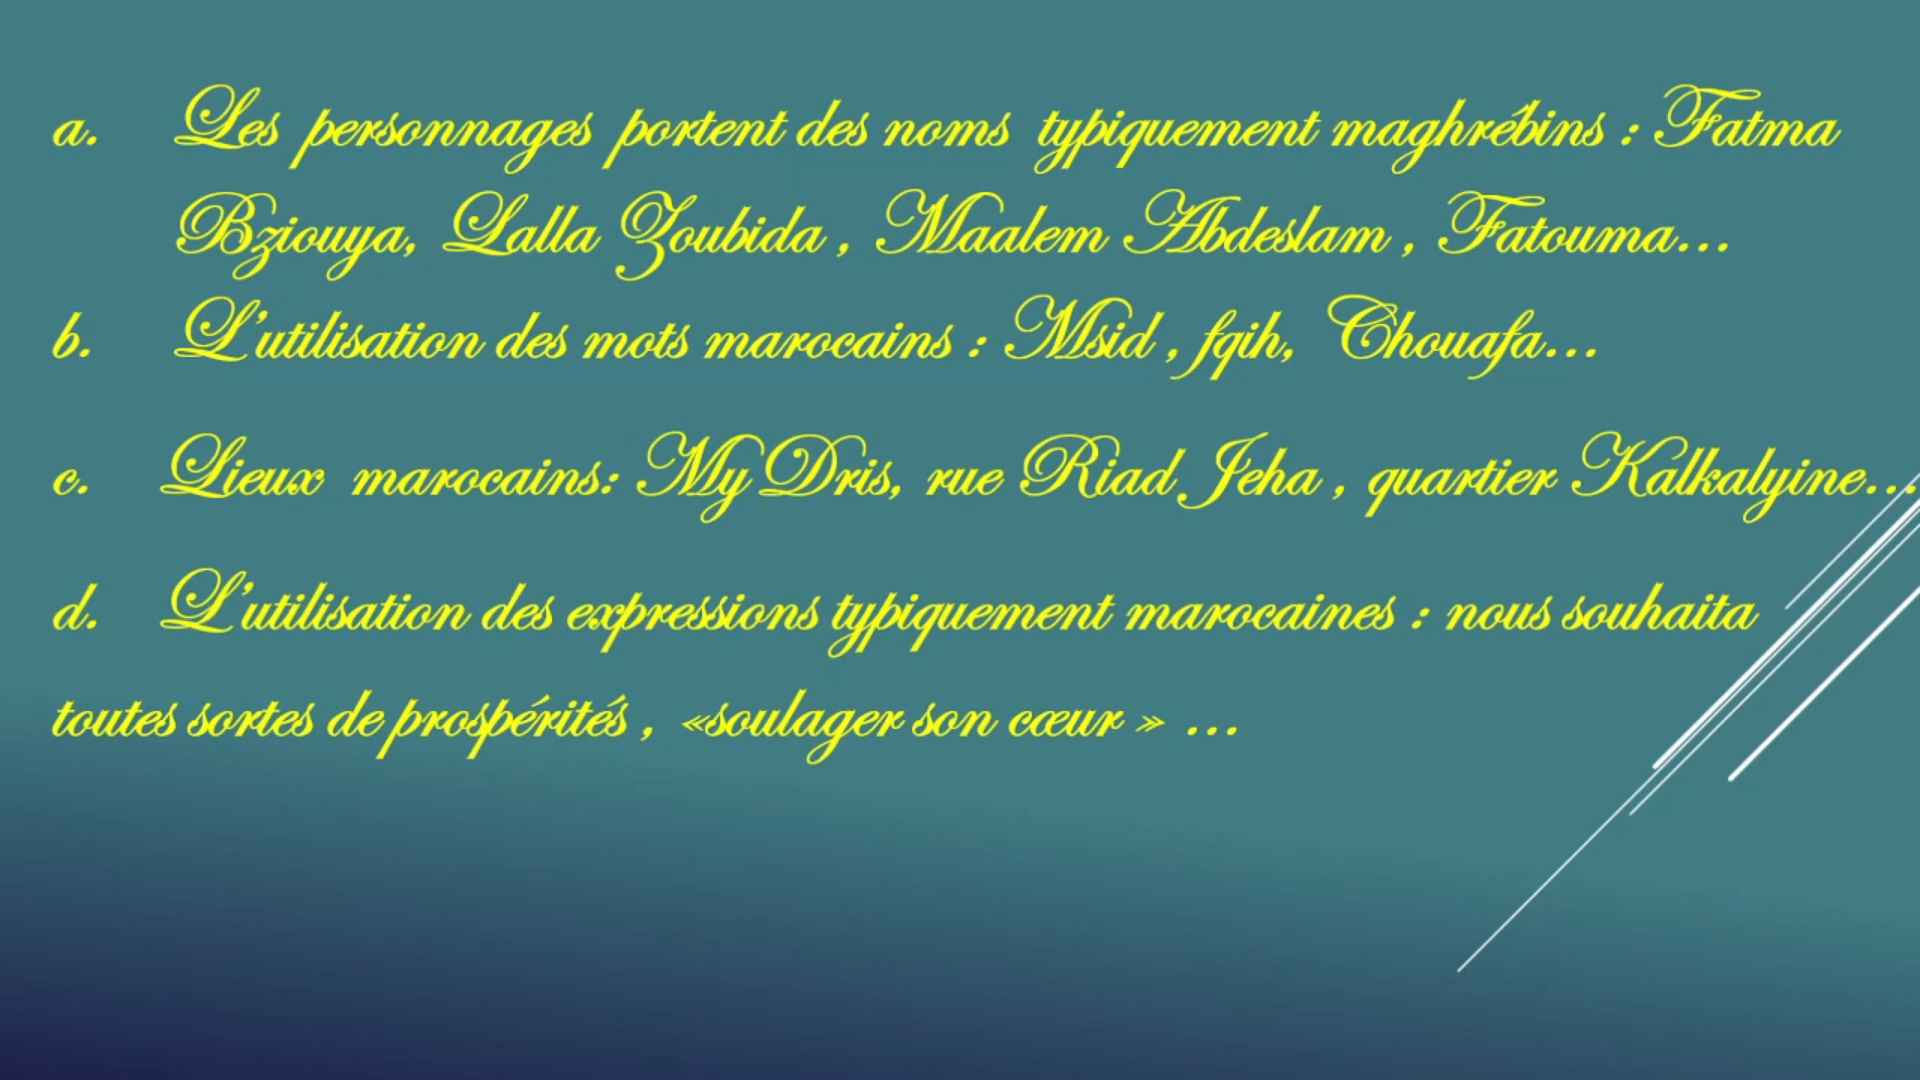 a. Les personnages portent des noms typiquement maghrébins : Fatma
Bziouya, Lalla Zoubida , Maalem Abdeslam , Fatouma...
b. L'utilisation des mots marocains : Msid , fqih, Chouafa...
c. Lieux marocains: My Dris, rue Riad Jeha , quartier Kalkalyine...
d. L'utilisation des expressions typiquement marocaines : nous souhaita
toutes sortes de prospérités , «soulager son cœur » ...